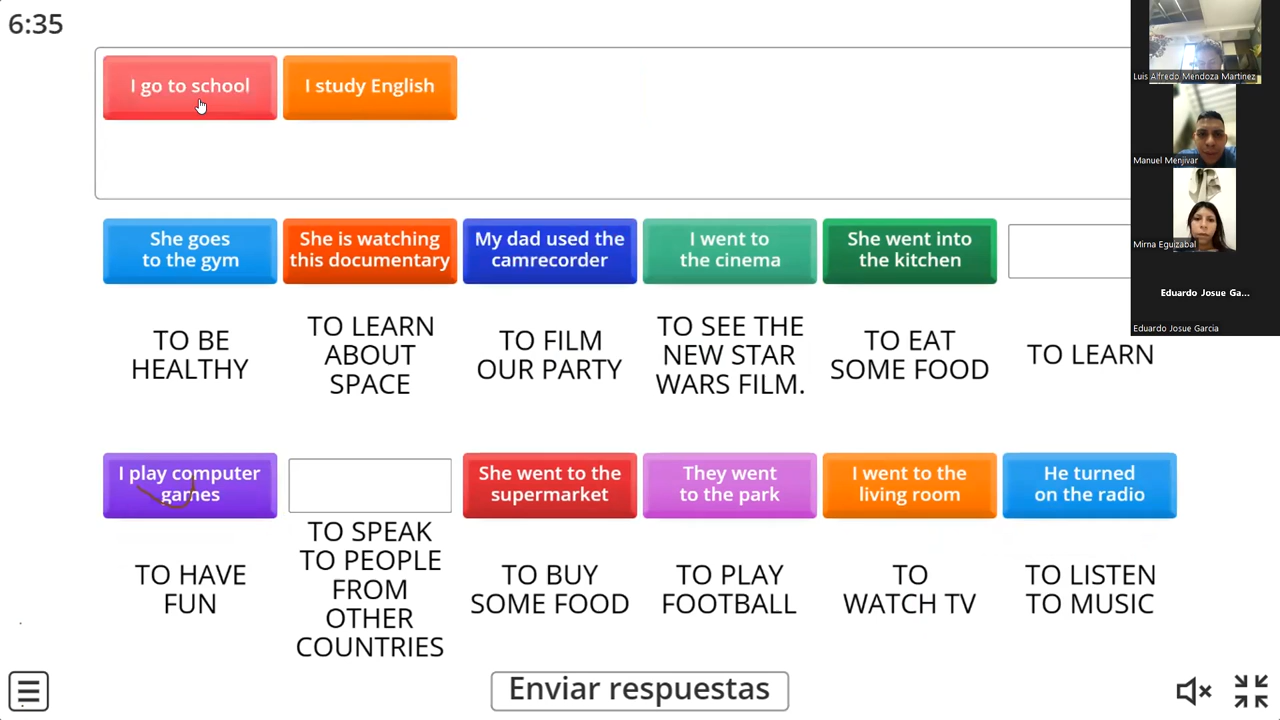 6:35
I go to school
I study English
Luis Alfredo Mendoza Martinez
Manuel Menjivar
Mirna Eguizabal
Eduardo Josue Ga...
Eduardo Josue Garcia
She goes
to the gym
She is watching
this documentary
My dad used the
camrecorder
I went to
the cinema
She went into
the kitchen
TO BE
HEALTHY
TO LEARN
ABOUT
SPACE
TO FILM
OUR PARTY
TO SEE THE
NEW STAR
WARS FILM.
TO EAT
SOME FOOD
TO LEARN
I play computer
games
She went to the
supermarket
They went
to the park
I went to the
living room
He turned
on the radio
TO HAVE
FUN
TO SPEAK
TO PEOPLE
FROM
OTHER
COUNTRIES
TO BUY
SOME FOOD
TO PLAY
FOOTBALL
TO
WATCH TV
TO LISTEN
TO MUSIC
Enviar respuestas